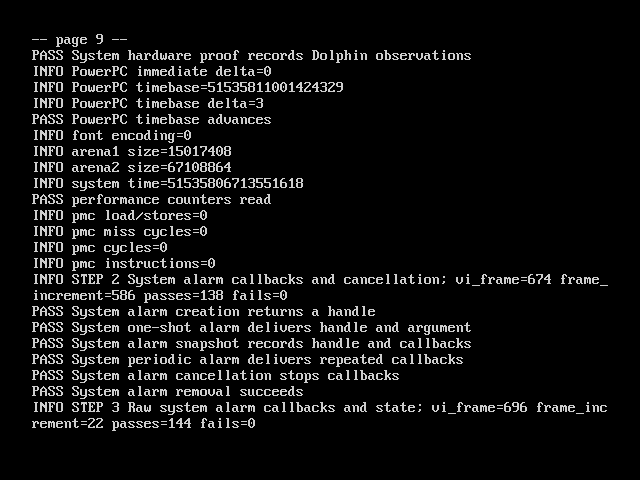 -- page 9 --
PASS System hardware proof records Dolphin observations
INFO PowerPC immediate delta=0
INFO PowerPC timebase=51535811001424329
INFO PowerPC timebase delta=3
PASS PowerPC timebase advances
INFO font encoding=0
INFO arena1 size=15017408
INFO arena2 size=67108864
INFO system time=51535806713551618
PASS performance counters read
INFO pmc load/stores=0
INFO pmc miss cycles=0
INFO pmc cycles=0
INFO pmc instructions=0
INFO STEP 2 System alarm callbacks and cancellation; vi_frame=674 frame_
increment=586 passes=138 fails=0
PASS System alarm creation returns a handle
PASS System one-shot alarm delivers handle and argument
PASS System alarm snapshot records handle and callbacks
PASS System periodic alarm delivers repeated callbacks
PASS System alarm cancellation stops callbacks
PASS System alarm removal succeeds
INFO STEP 3 Raw system alarm callbacks and state; vi_frame=696 frame_inc
rement=22 passes=144 fails=0